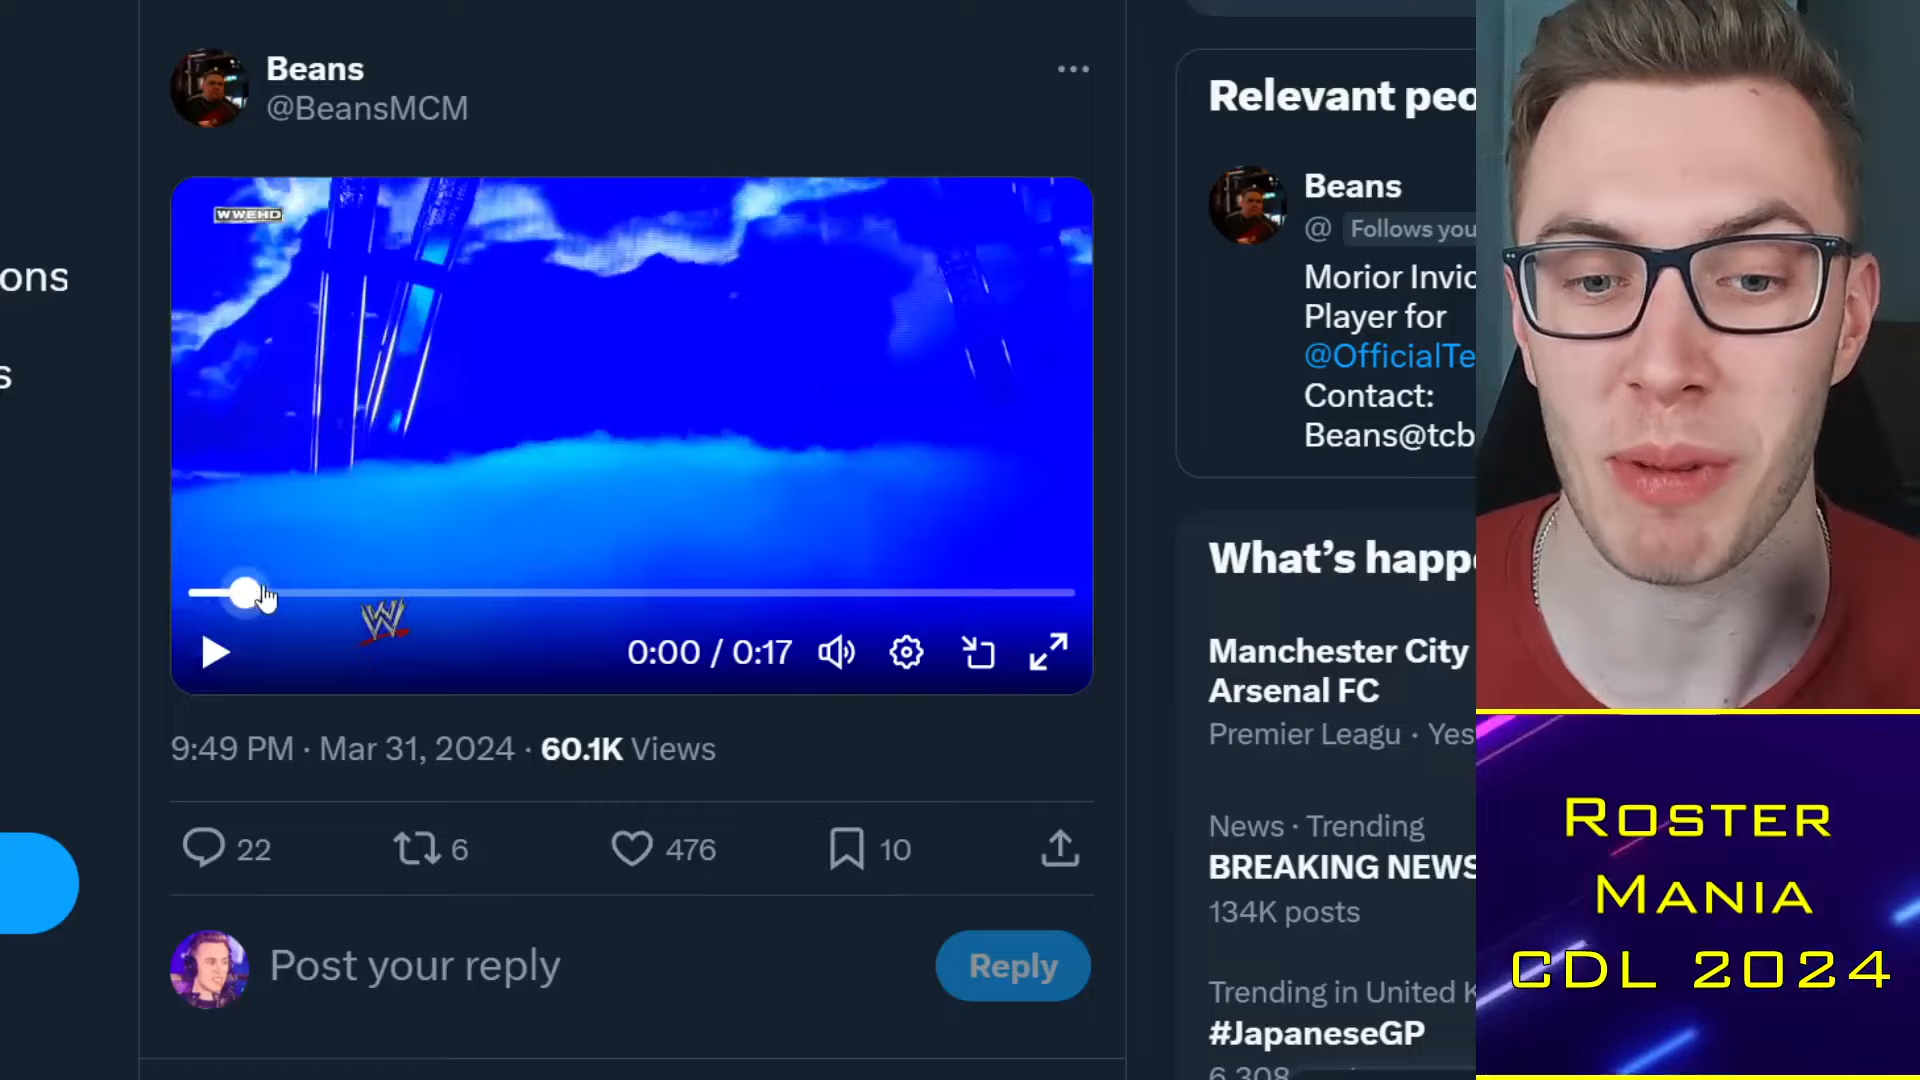 Beans
@BeansMCM
WWEHD
0:00 / 0:17
9:49 PM · Mar 31, 2024 · 60.1K Views
22
6
476
10
Post your reply
Reply
ons
s
Relevant peo
Beans
@ Follows you
Morior Invic
Player for
@OfficialTe
Contact:
Beans@tcb
What's happe
Manchester City
Arsenal FC
Premier Leagu · Yes
News · Trending
BREAKING NEWS
134K posts
Trending in United K
#JapaneseGP
6,308
ROSTER
MANIA
CDL 2024